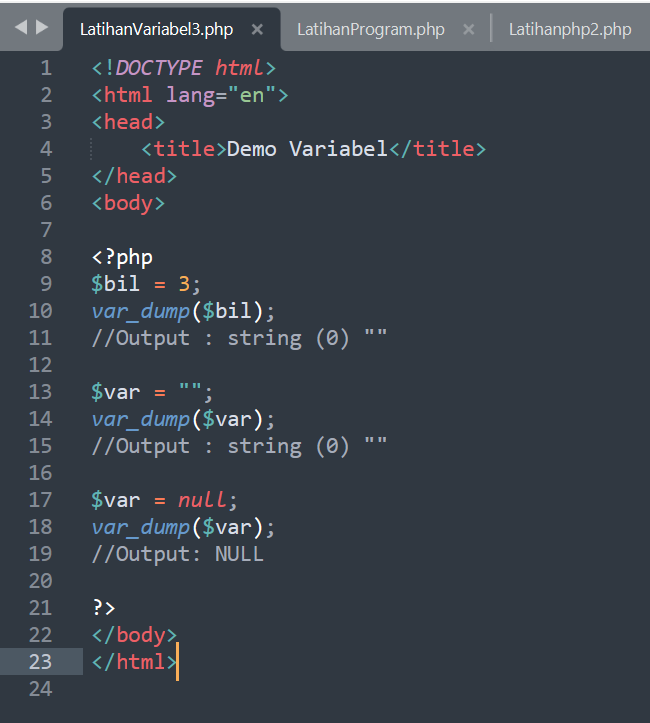 LatihanVariabel3.php × LatihanProgram.php × Latihanphp2.php
1 <!DOCTYPE html>
2 <html lang="en">
3 <head>
4     <title>Demo Variabel</title>
5 </head>
6 <body>
7
8 <?php
9 $bil = 3;
10 var_dump($bil);
11 //Output : string (0) ""
12
13 $var = "";
14 var_dump($var);
15 //Output : string (0) ""
16
17 $var = null;
18 var_dump($var);
19 //Output: NULL
20
21 ?>
22 </body>
23 </html>
24